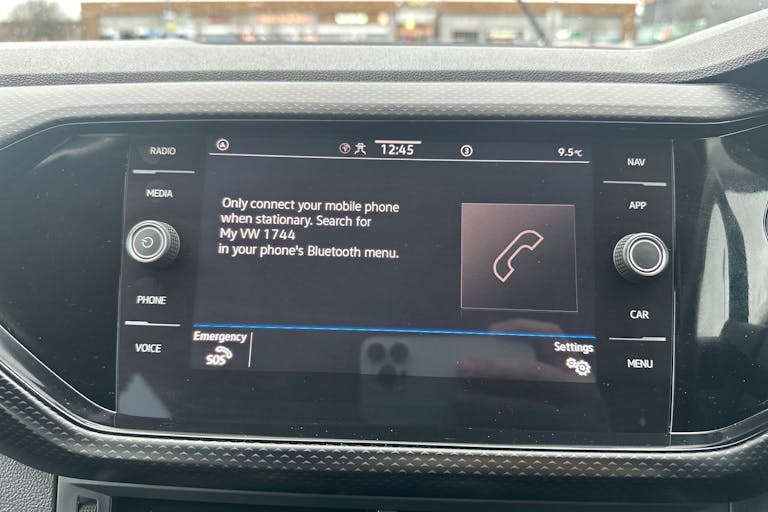 RADIO
MEDIA
PHONE
VOICE
12:45
3
9.5°C
Only connect your mobile phone
when stationary. Search for
My VW 1744
in your phone's Bluetooth menu.
Emergency
SOS
Settings
NAV
APP
CAR
MENU